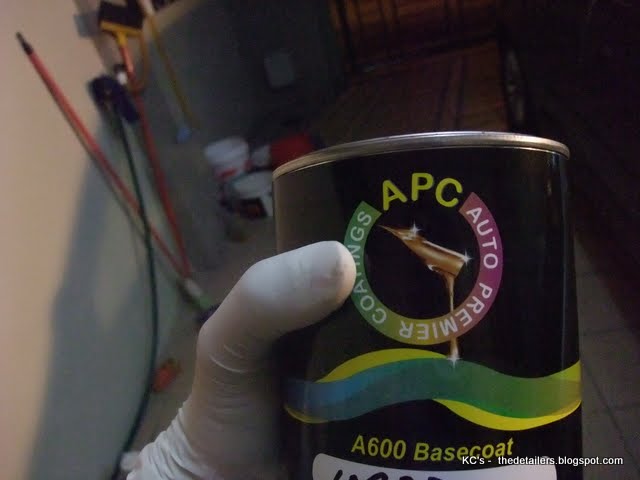 APC
AUTO PREMIER COATINGS
A600 Basecoat
KC's - thedetailers.blogspot.com